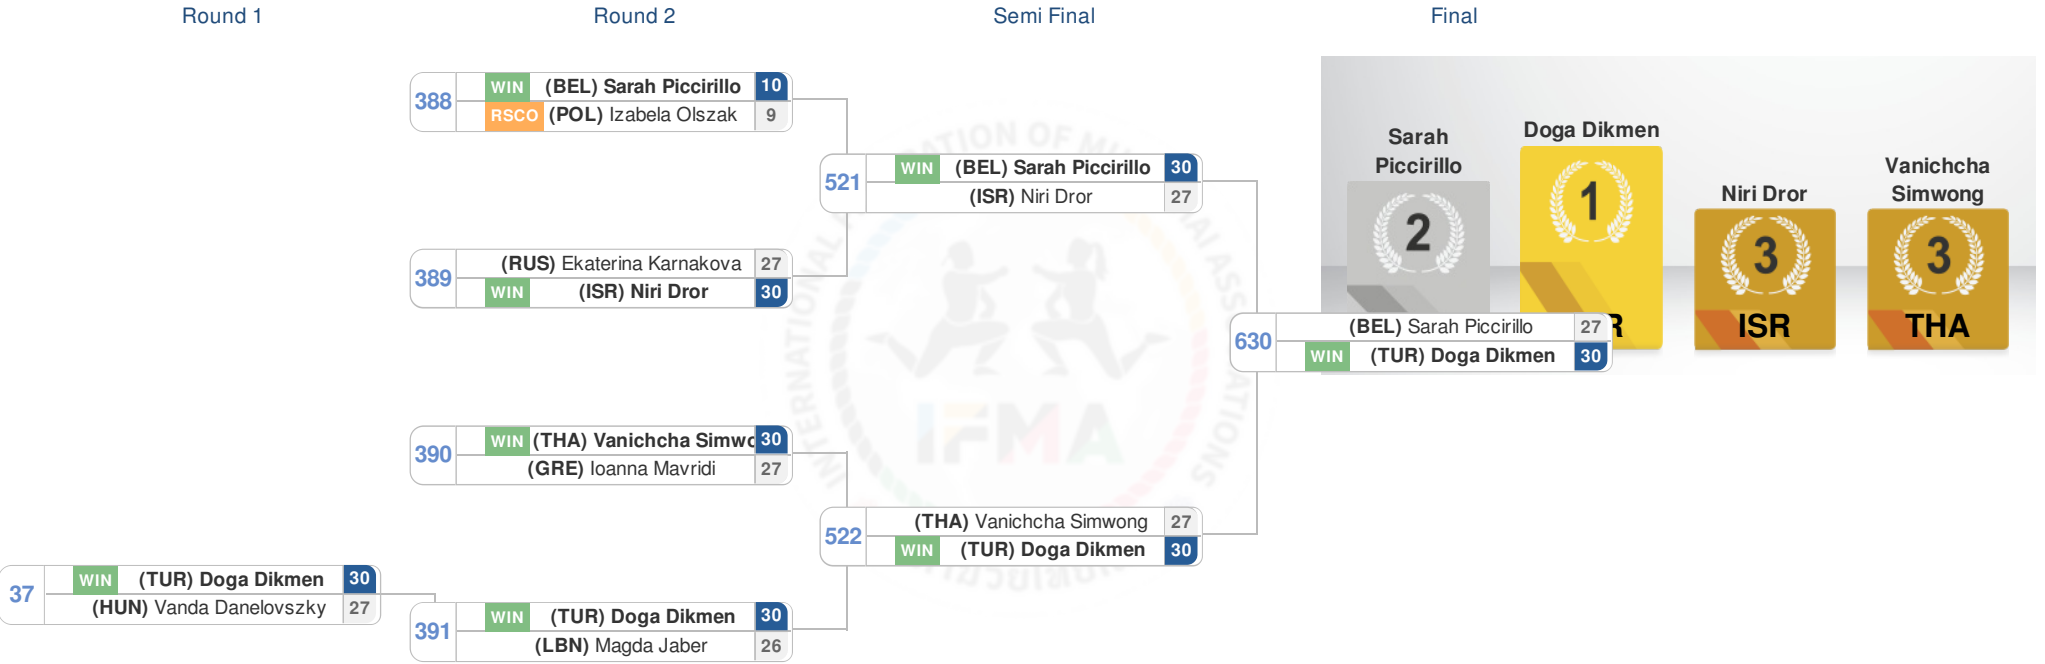 Round 1
Round 2
Semi Final
Final
388
WIN (BEL) Sarah Piccirillo 10
RSCO (POL) Izabela Olszak 9
389
(RUS) Ekaterina Karnakova 27
WIN (ISR) Niri Dror 30
390
WIN (THA) Vanichcha Simwo 30
(GRE) Ioanna Mavridi 27
37
WIN (TUR) Doga Dikmen 30
(HUN) Vanda Danelovszky 27
391
WIN (TUR) Doga Dikmen 30
(LBN) Magda Jaber 26
521
WIN (BEL) Sarah Piccirillo 30
(ISR) Niri Dror 27
522
(THA) Vanichcha Simwong 27
WIN (TUR) Doga Dikmen 30
630
(BEL) Sarah Piccirillo 27
WIN (TUR) Doga Dikmen 30
Sarah
Piccirillo
2
Doga Dikmen
1
R
Niri Dror
3
ISR
Vanichcha
Simwong
3
THA
IFMA